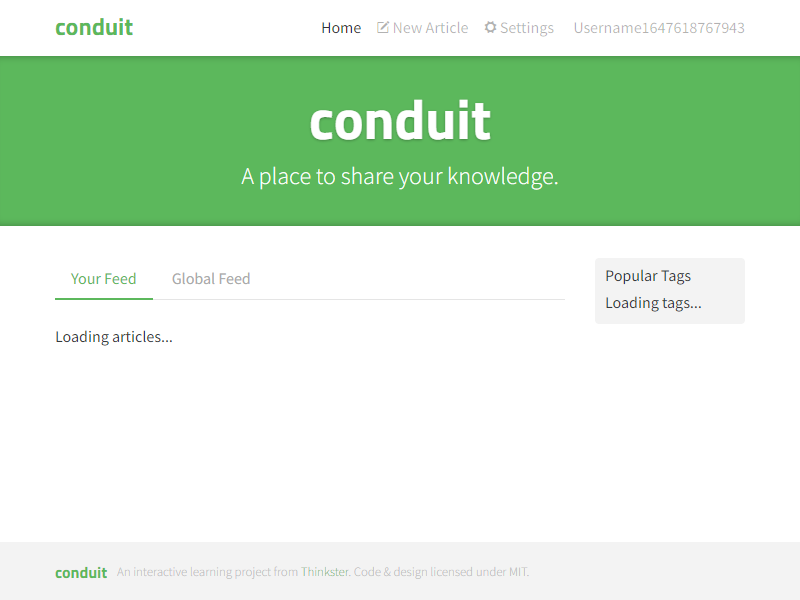 conduit
Home New Article Settings Username1647618767943
conduit
A place to share your knowledge.
Your Feed Global Feed
Popular Tags
Loading tags...
Loading articles...
conduit An interactive learning project from Thinkster. Code & design licensed under MIT.